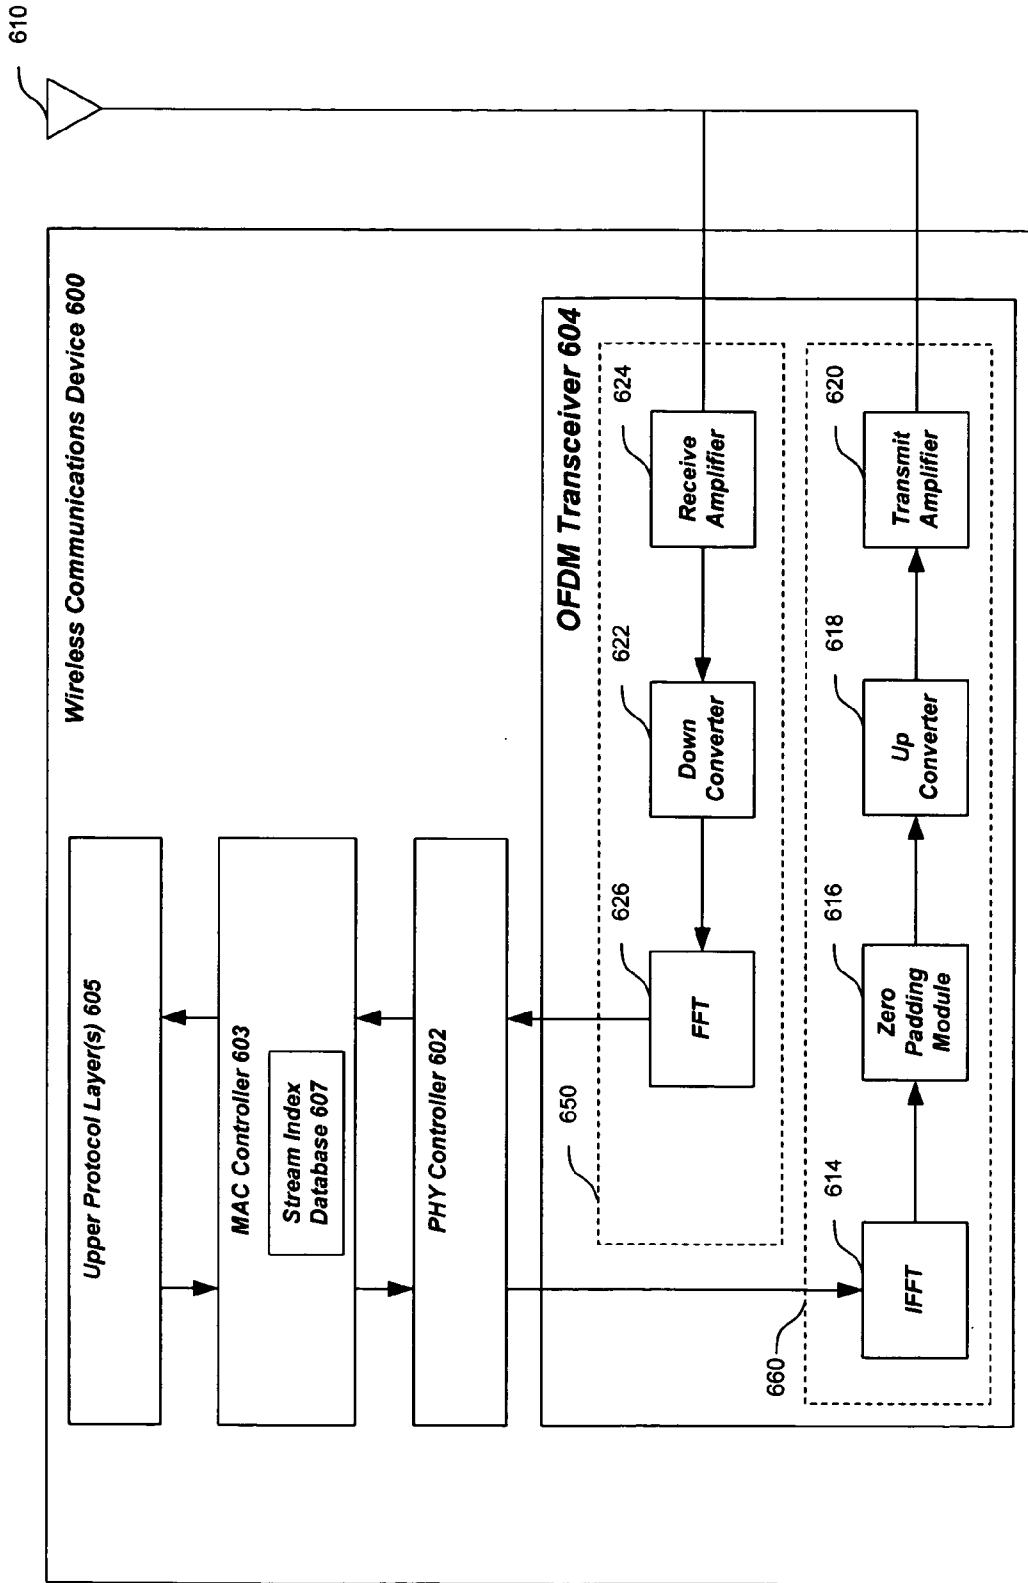 610
Wireless Communications Device 600
Upper Protocol Layer(s) 605
MAC Controller 603
Stream Index
Database 607
PHY Controller 602
OFDM Transceiver 604
650
626
622
624
FFT
Down
Converter
Receive
Amplifier
660
614
616
618
620
IFFT
Zero
Padding
Module
Up
Converter
Transmit
Amplifier